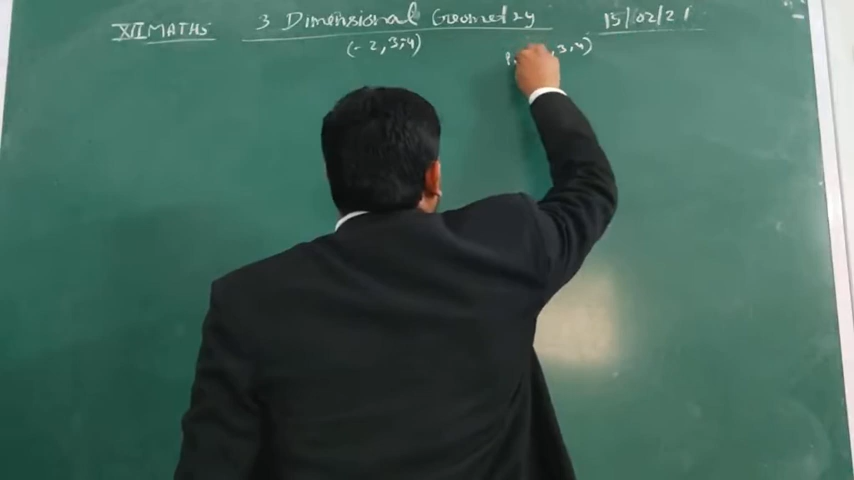 XII MATHS 3 Dimensional Geometry 15/02/21
(-2,3,4) ,3,4)